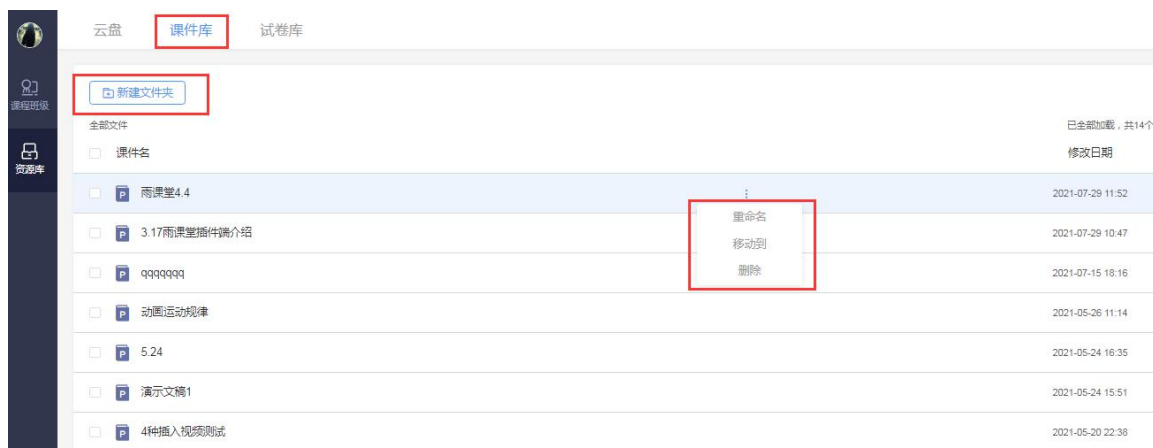 云盘 课件库 试卷库
课程班级
资源库
新建文件夹
全部文件 已全部加载，共14个
课件名 修改日期
雨课堂4.4 2021-07-29 11:52
重命名
移动到
删除
3.17雨课堂插件端介绍 2021-07-29 10:47
qqqqqqq 2021-07-15 18:16
动画运动规律 2021-05-26 11:14
5.24 2021-05-24 16:35
演示文稿1 2021-05-24 15:51
4种插入视频测试 2021-05-20 22:38